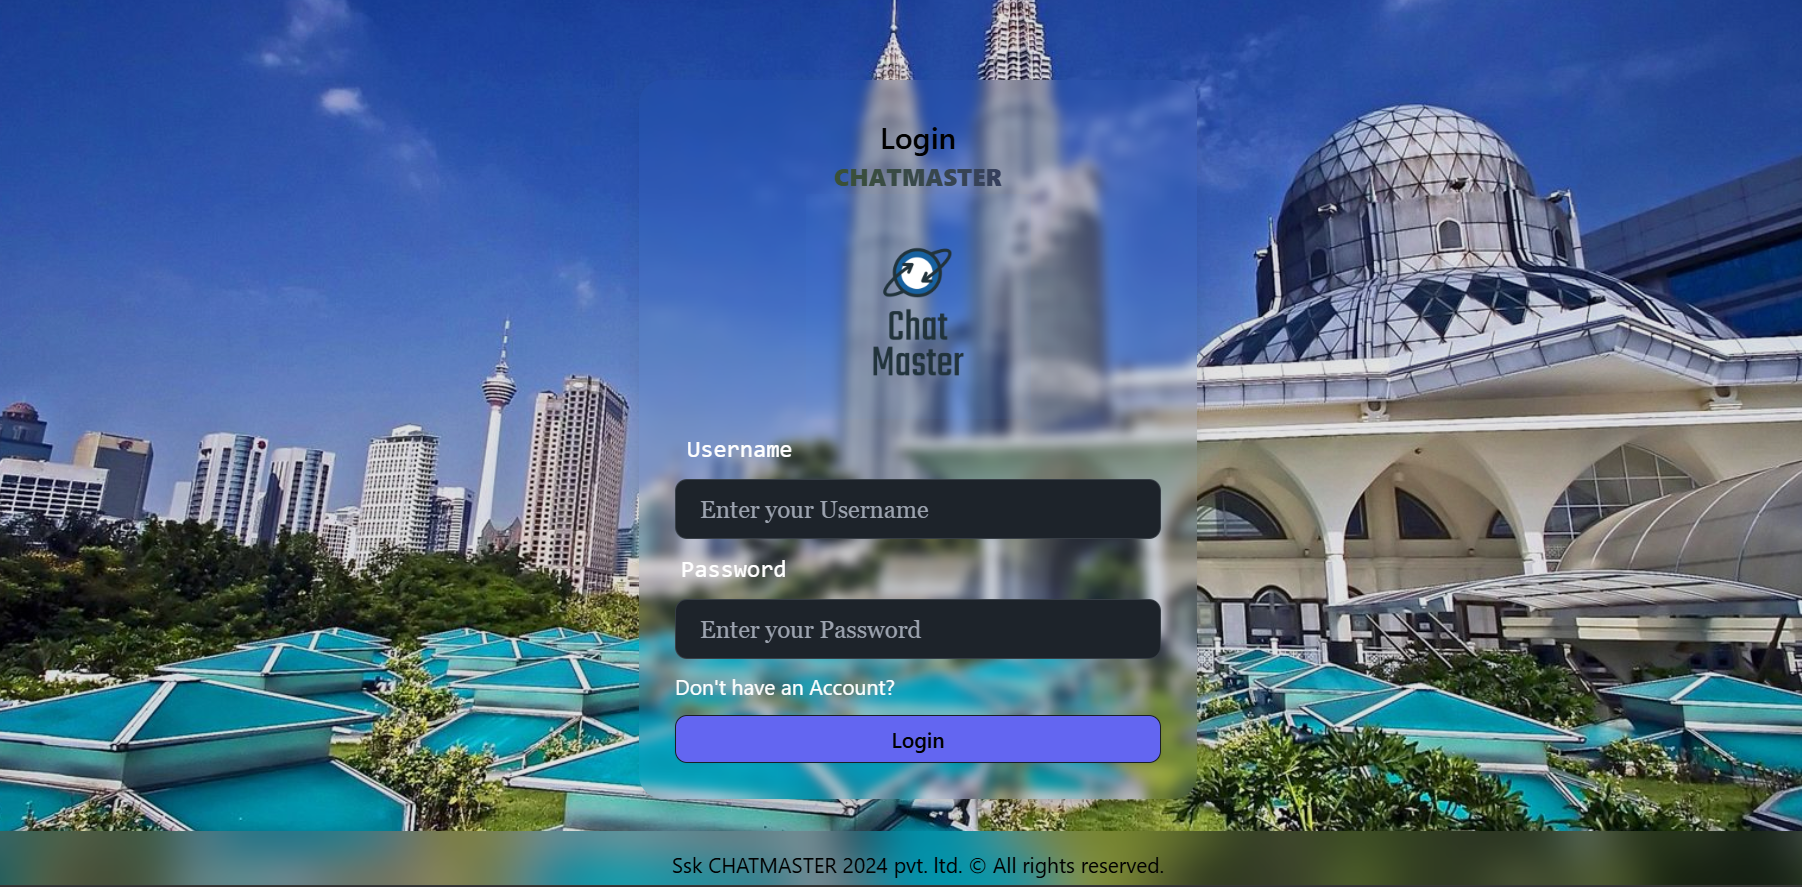 Login
CHATMASTER
Chat
Master
Username
Enter your Username
Password
Enter your Password
Don't have an Account?
Login
Ssk CHATMASTER 2024 pvt. ltd. © All rights reserved.